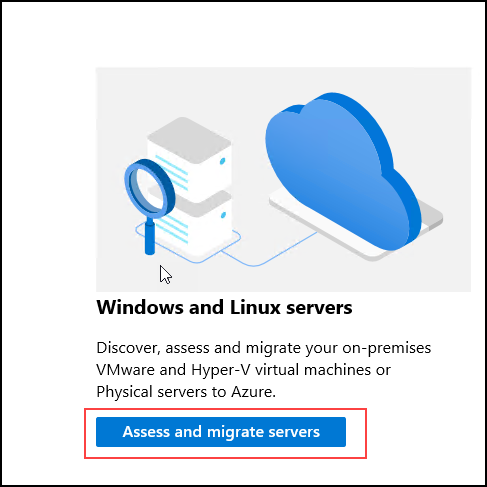 Windows and Linux servers
Discover, assess and migrate your on-premises
VMware and Hyper-V virtual machines or
Physical servers to Azure.
Assess and migrate servers